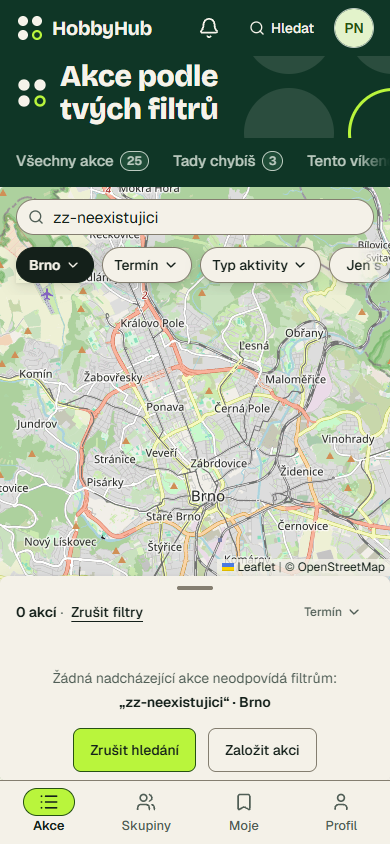 HobbyHub
Hledat
PN
Akce podle
tvých filtrů
Všechny akce 25
Tady chybíš 3
Tento víken
Mokrá Hora
zz-neexistujici
Řečkovice
Bílovice
Brno
Termín
Typ aktivity
Jen s
Královo Pole
Obřany
Lesná
Komín
Žabovřesky
Maloměřice
Ponava
Černá Pole
Jundrov
Vinohrady
Stránice
Veveří
Zábrdovice
Židenice
Pisárky
Brno
Staré Brno
Černovice
Nový Lískovec
Štýřice
Komárov
Leaflet | © OpenStreetMap
0 akcí · Zrušit filtry
Termín
Žádná nadcházející akce neodpovídá filtrům:
„zz-neexistujici“ · Brno
Zrušit hledání
Založit akci
Akce
Skupiny
Moje
Profil